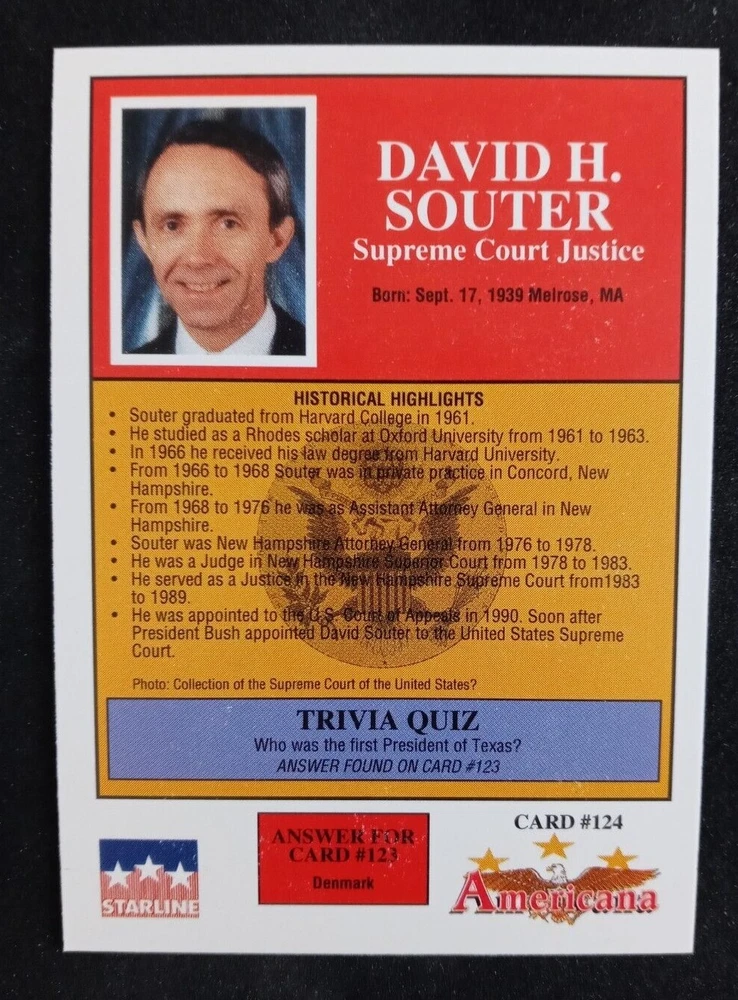 DAVID H.
SOUTER
Supreme Court Justice
Born: Sept. 17, 1939 Melrose, MA
HISTORICAL HIGHLIGHTS
• Souter graduated from Harvard College in 1961.
• He studied as a Rhodes scholar at Oxford University from 1961 to 1963.
• In 1966 he received his law degree from Harvard University.
• From 1966 to 1968 Souter was in private practice in Concord, New
Hampshire.
• From 1968 to 1976 he was as Assistant Attorney General in New
Hampshire.
• Souter was New Hampshire Attorney General from 1976 to 1978.
• He was a Judge in New Hampshire Superior Court from 1978 to 1983.
• He served as a Justice in the New Hampshire Supreme Court from1983
to 1989.
• He was appointed to the U.S. Court of Appeals in 1990. Soon after
President Bush appointed David Souter to the United States Supreme
Court.
Photo: Collection of the Supreme Court of the United States?
TRIVIA QUIZ
Who was the first President of Texas?
ANSWER FOUND ON CARD #123
STARLINE
ANSWER FOR
CARD #123
Denmark
CARD #124
Americana